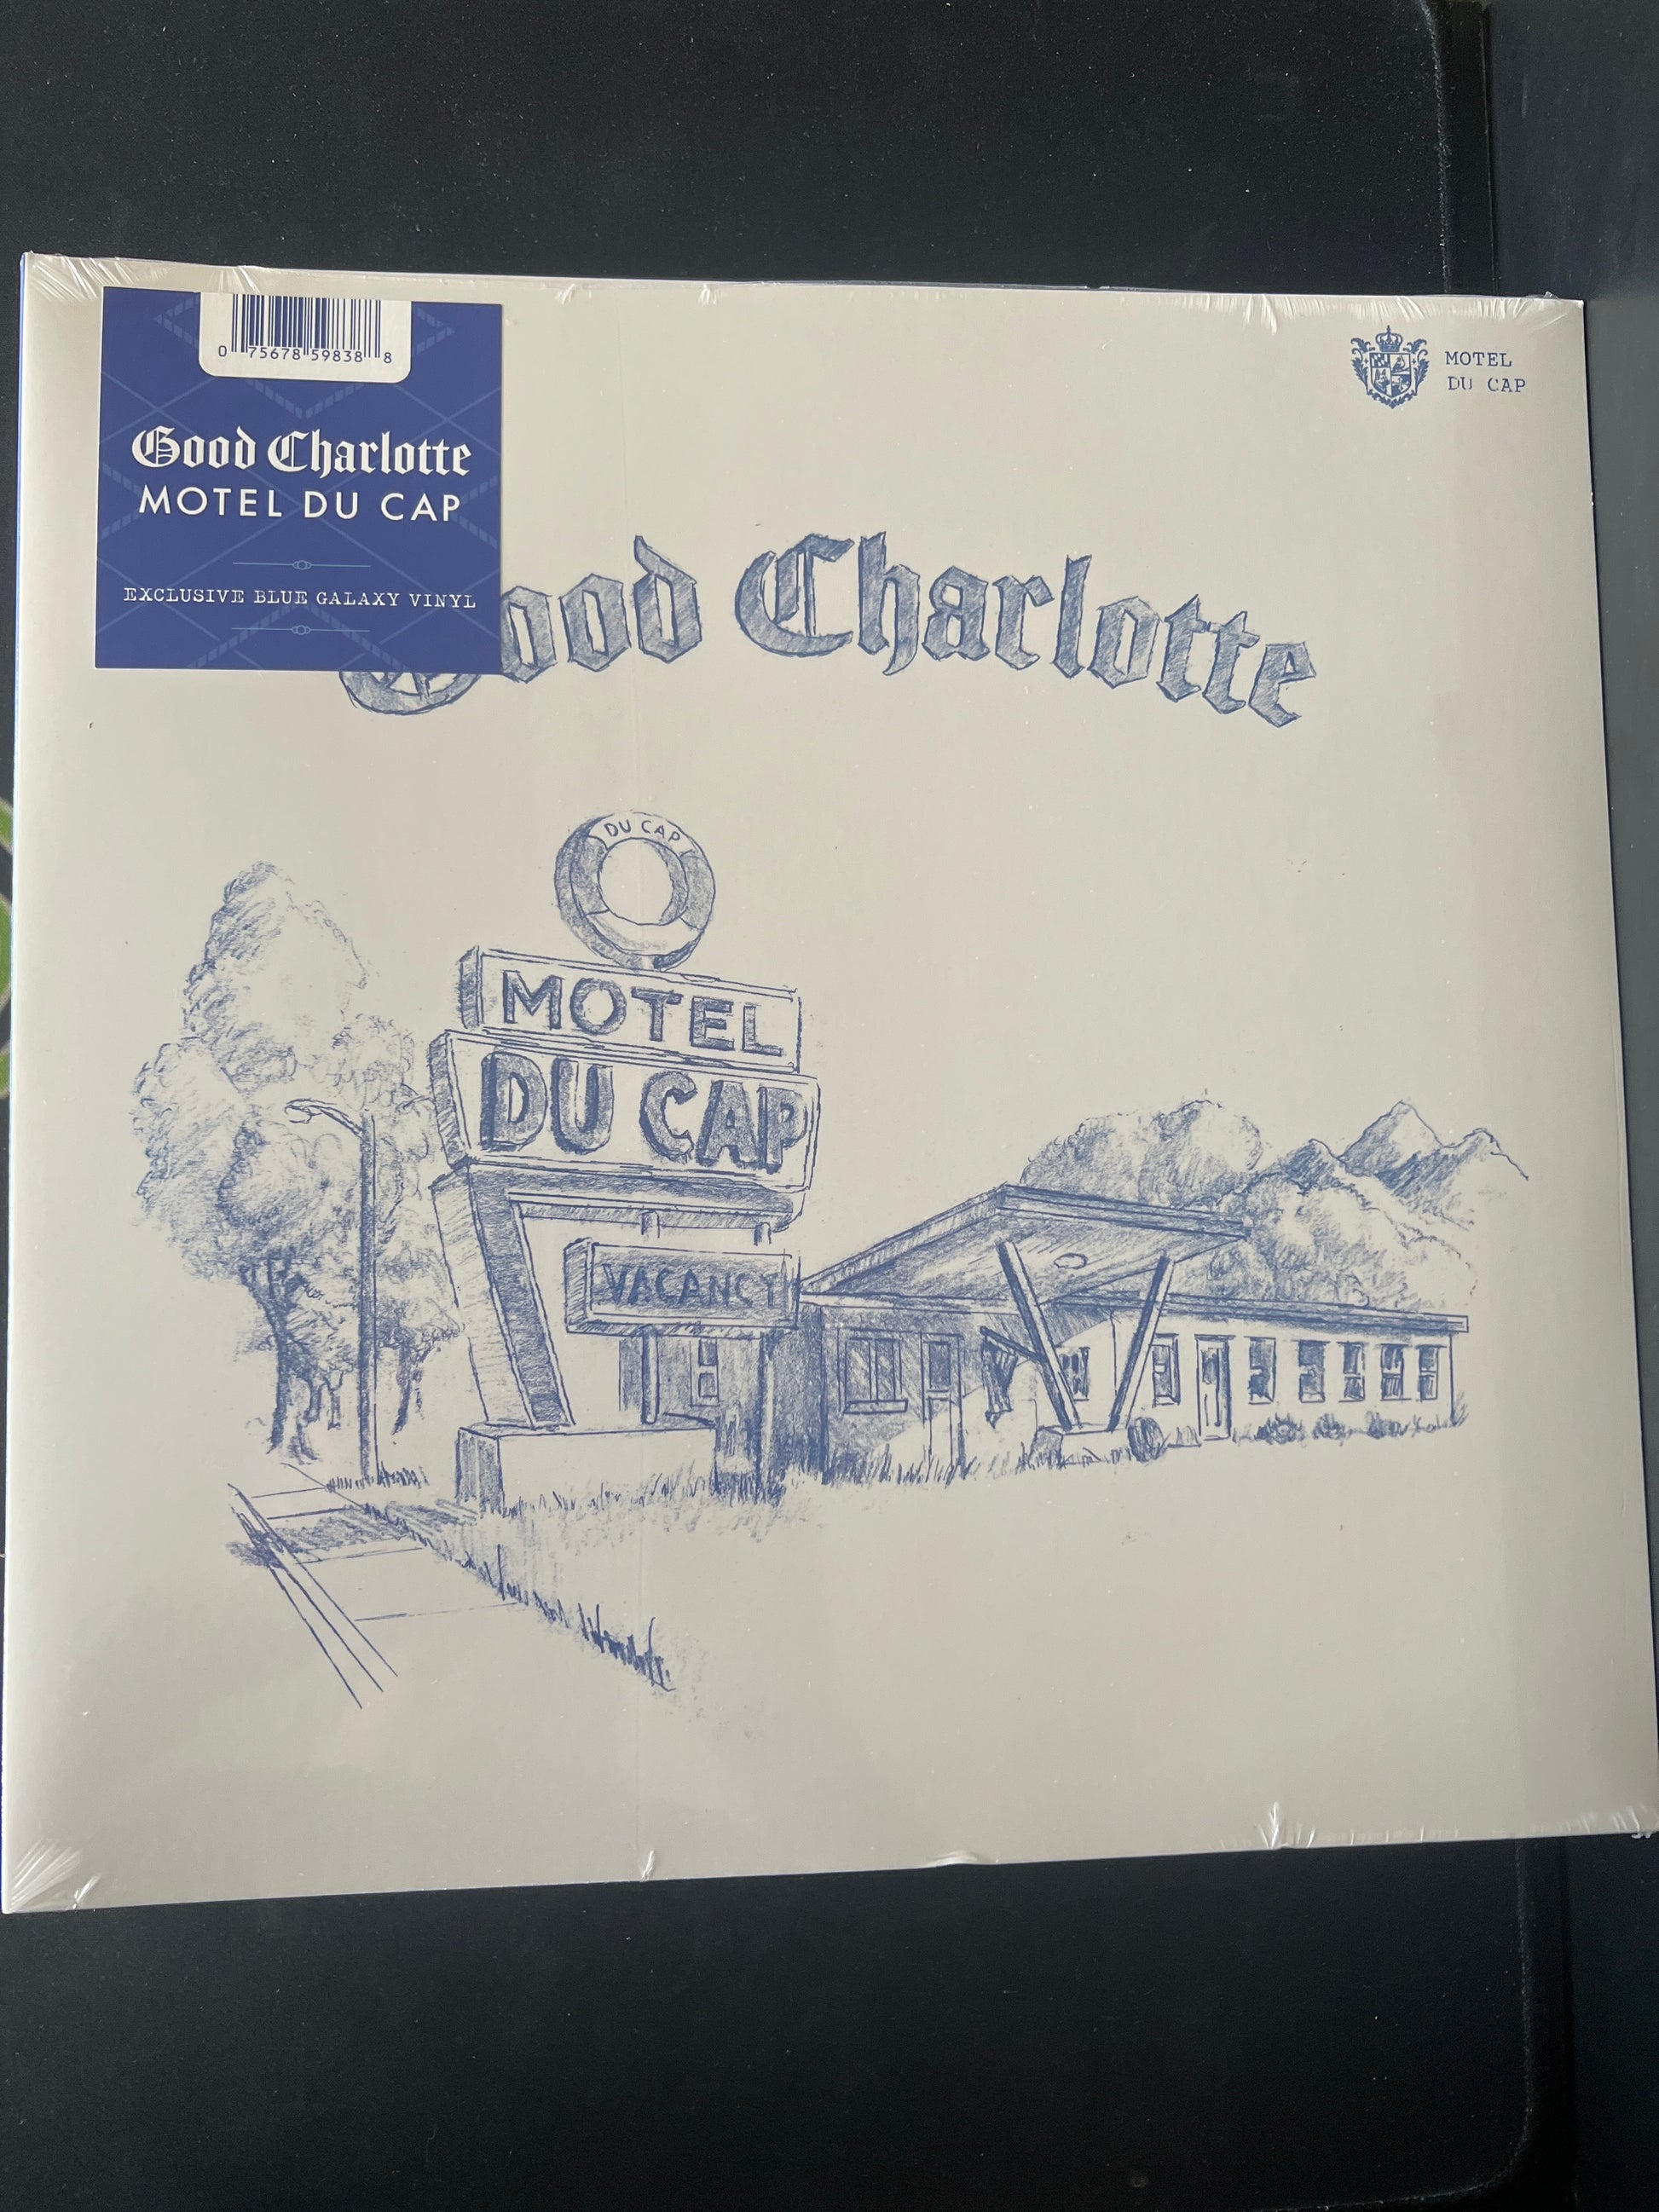 0 75678 59838 8
Good Charlotte
MOTEL DU CAP
EXCLUSIVE BLUE GALAXY VINYL
MOTEL
DU CAP
Good Charlotte
DU CAP
MOTEL
DU CAP
VACANCY